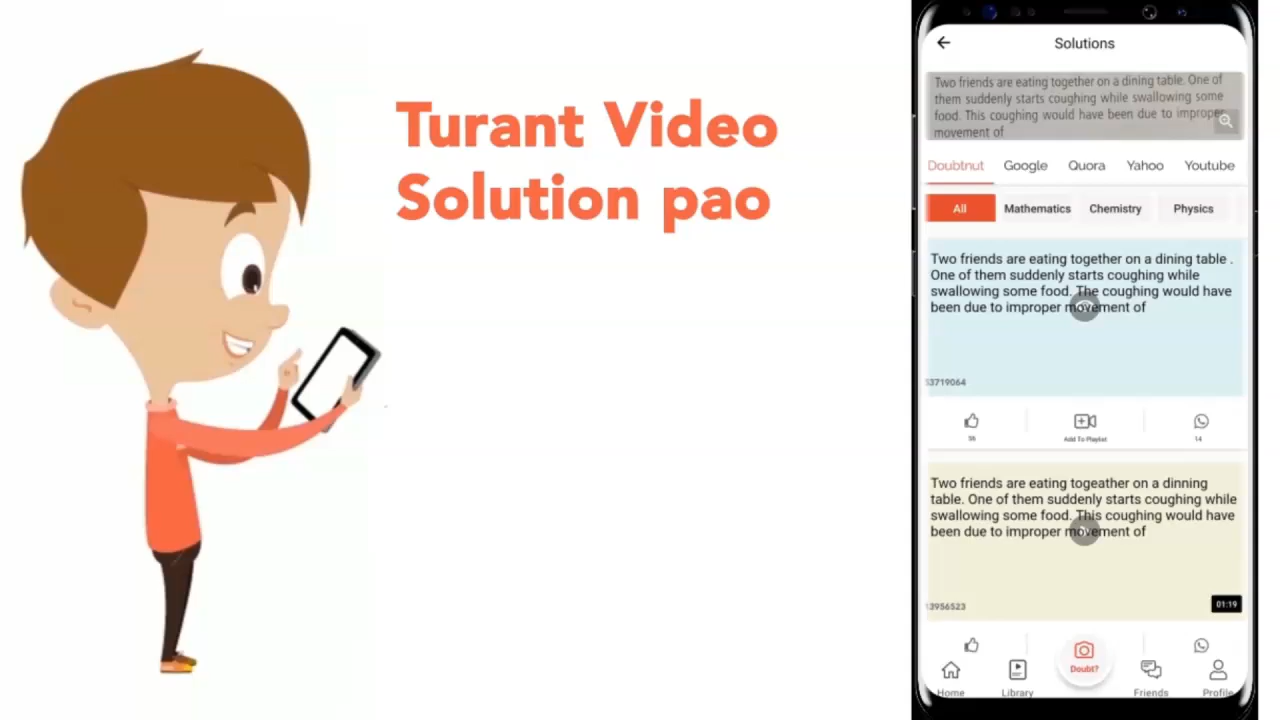 Turant Video
Solution pao
Solutions
Two friends are eating together on a dining table. One of
them suddenly starts coughing while swallowing some
food. This coughing would have been due to improper
movement of
Doubtnut Google Quora Yahoo Youtube
All Mathematics Chemistry Physics
Two friends are eating together on a dining table .
One of them suddenly starts coughing while
swallowing some food. The coughing would have
been due to improper movement of
53719064
56 Add To Playlist 14
Two friends are eating togeather on a dinning
table. One of them suddenly starts coughing while
swallowing some food. This coughing would have
been due to improper movement of
13956523
01:19
Doubt?
Home Library Friends Profile